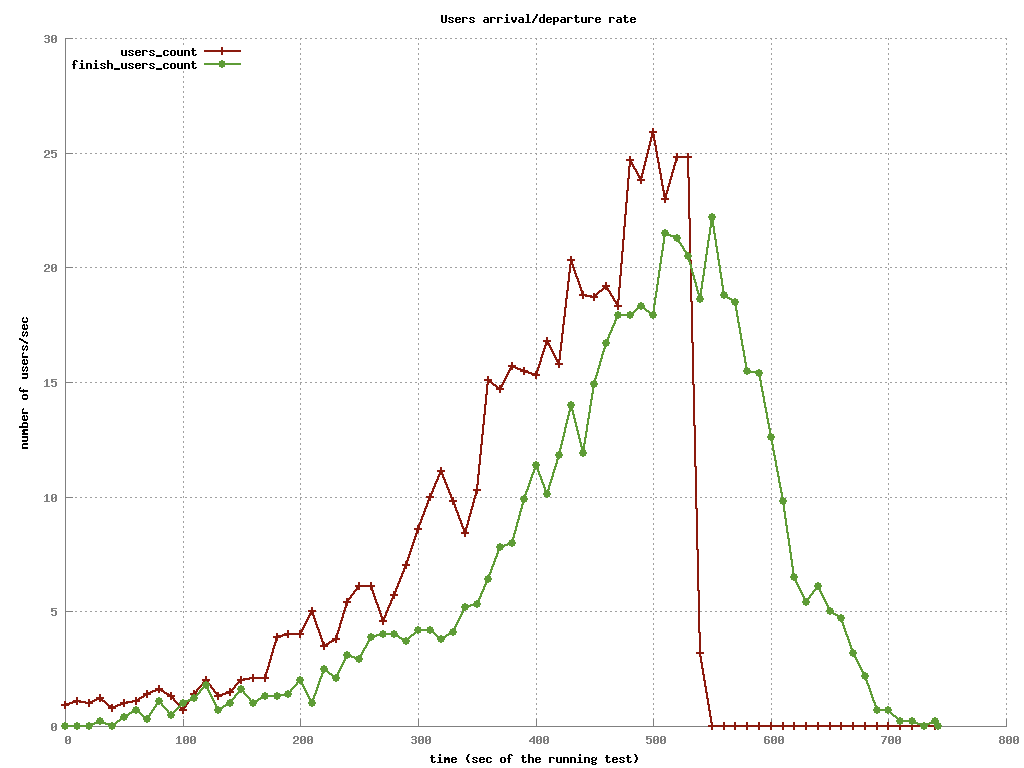 Users arrival/departure rate
users_count
finish_users_count
number of users/sec
30
25
20
15
10
5
0
0 100 200 300 400 500 600 700 800
time (sec of the running test)